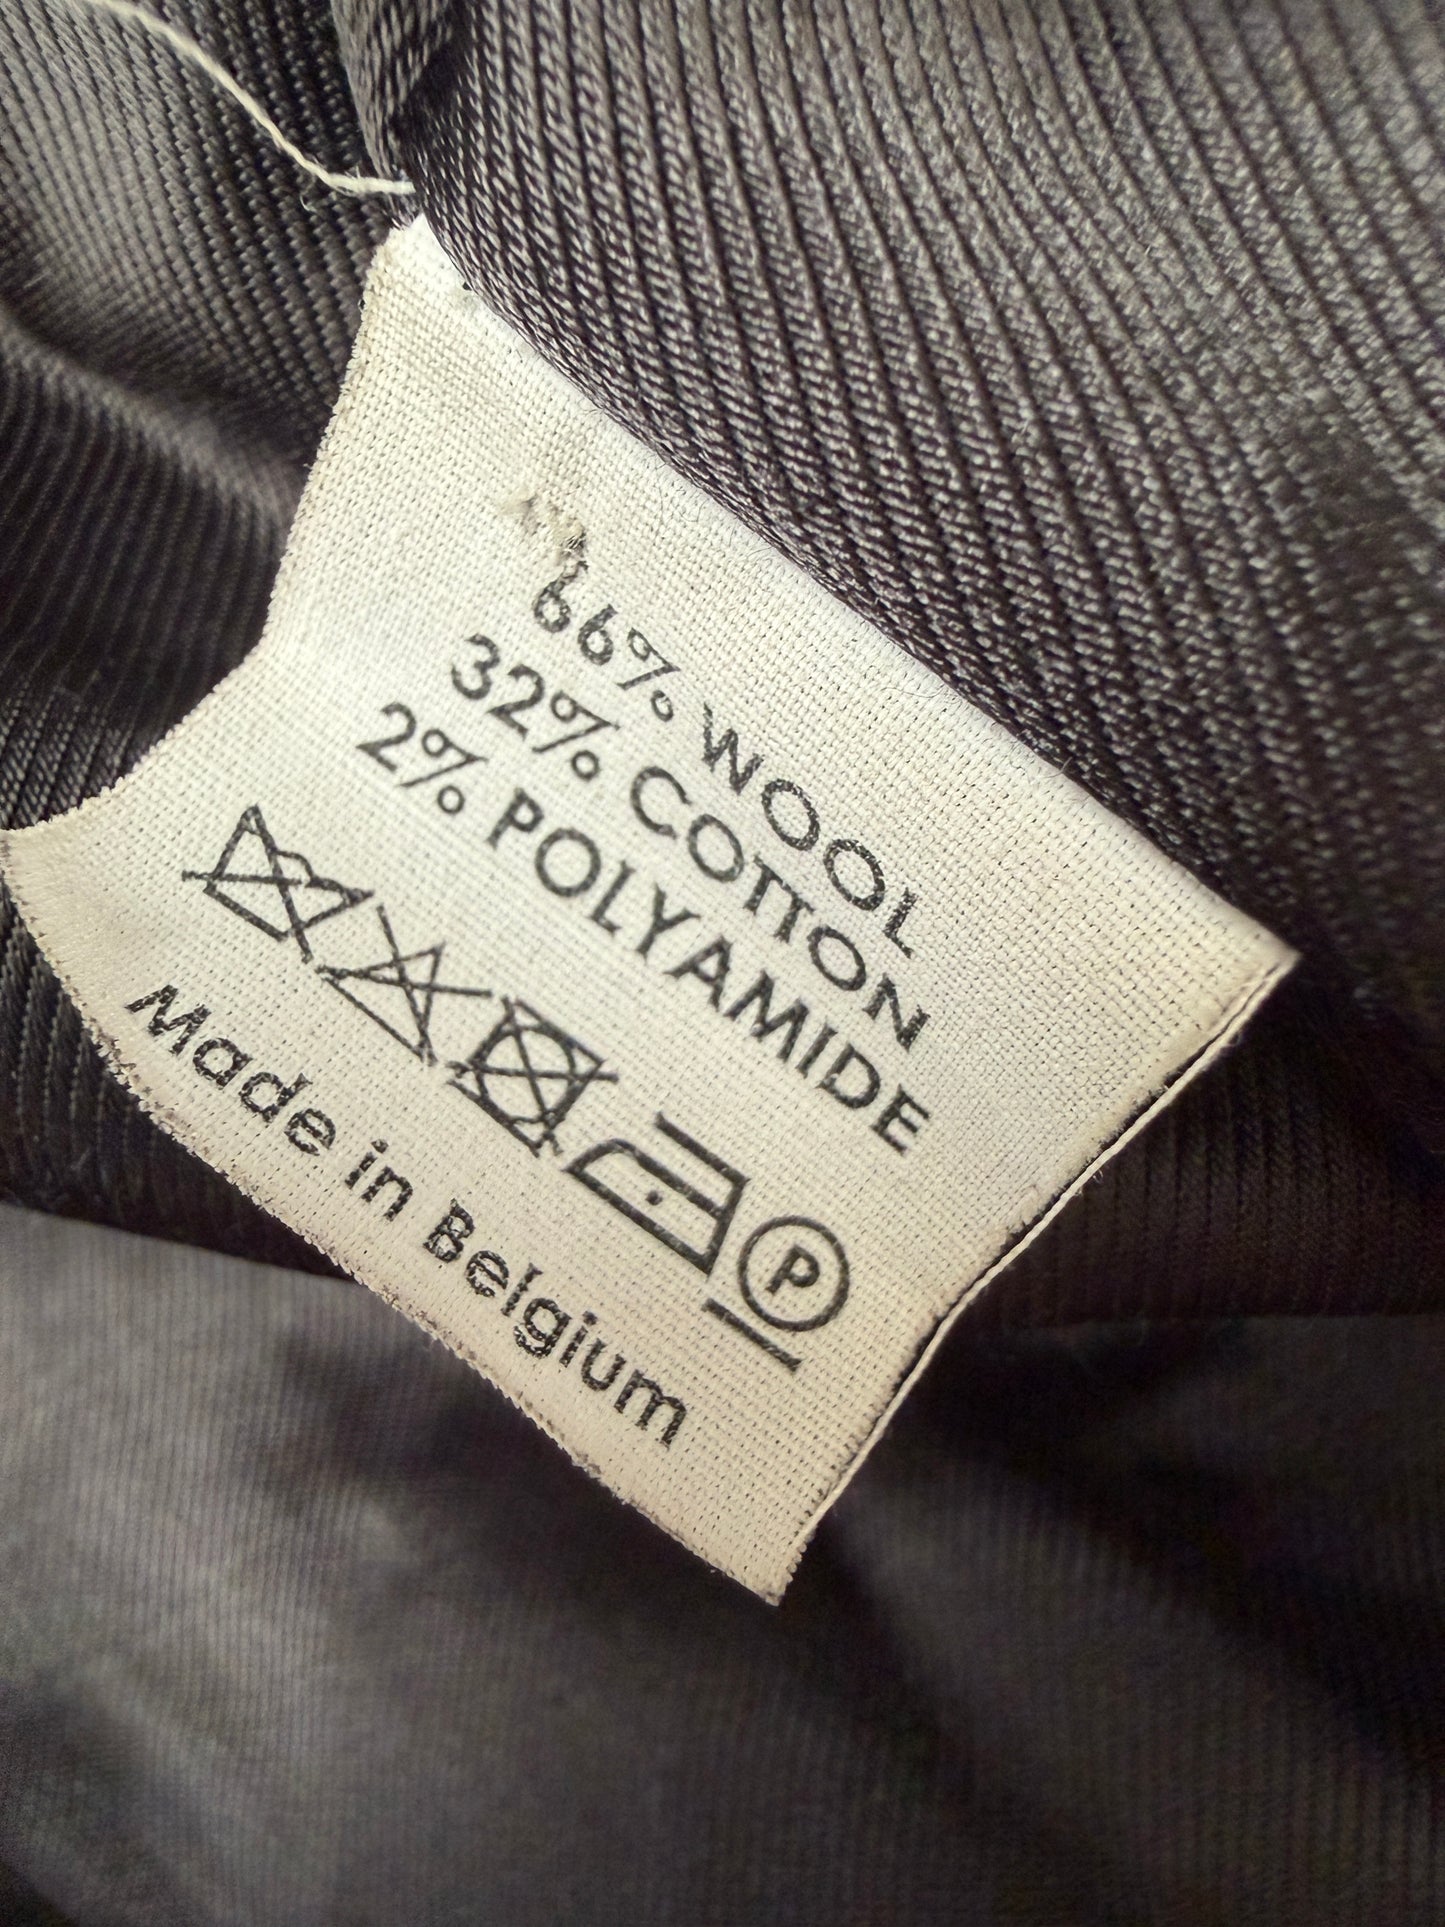 66% WOOL
32% COTTON
2% POLYAMIDE
P
Made in Belgium